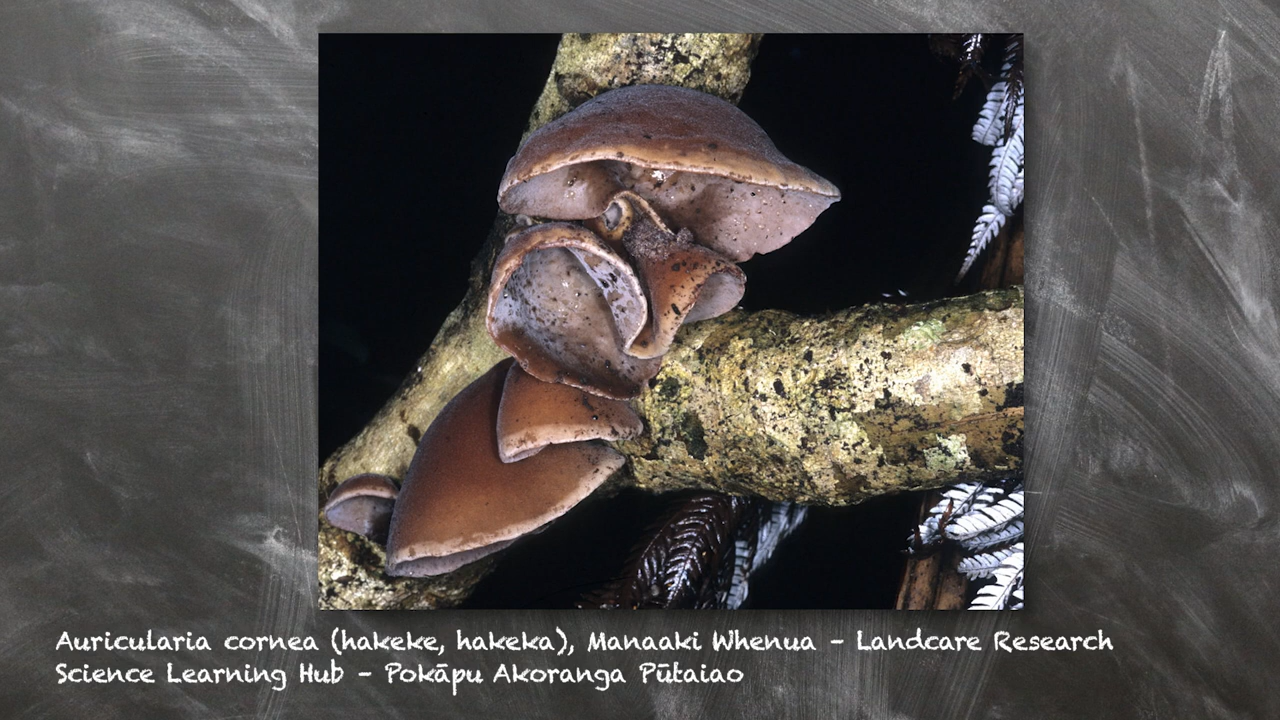 Auricularia cornea (hakeke, hakeka), Manaaki Whenua – Landcare Research
Science Learning Hub – Pokāpu Akoranga Pūtaiao